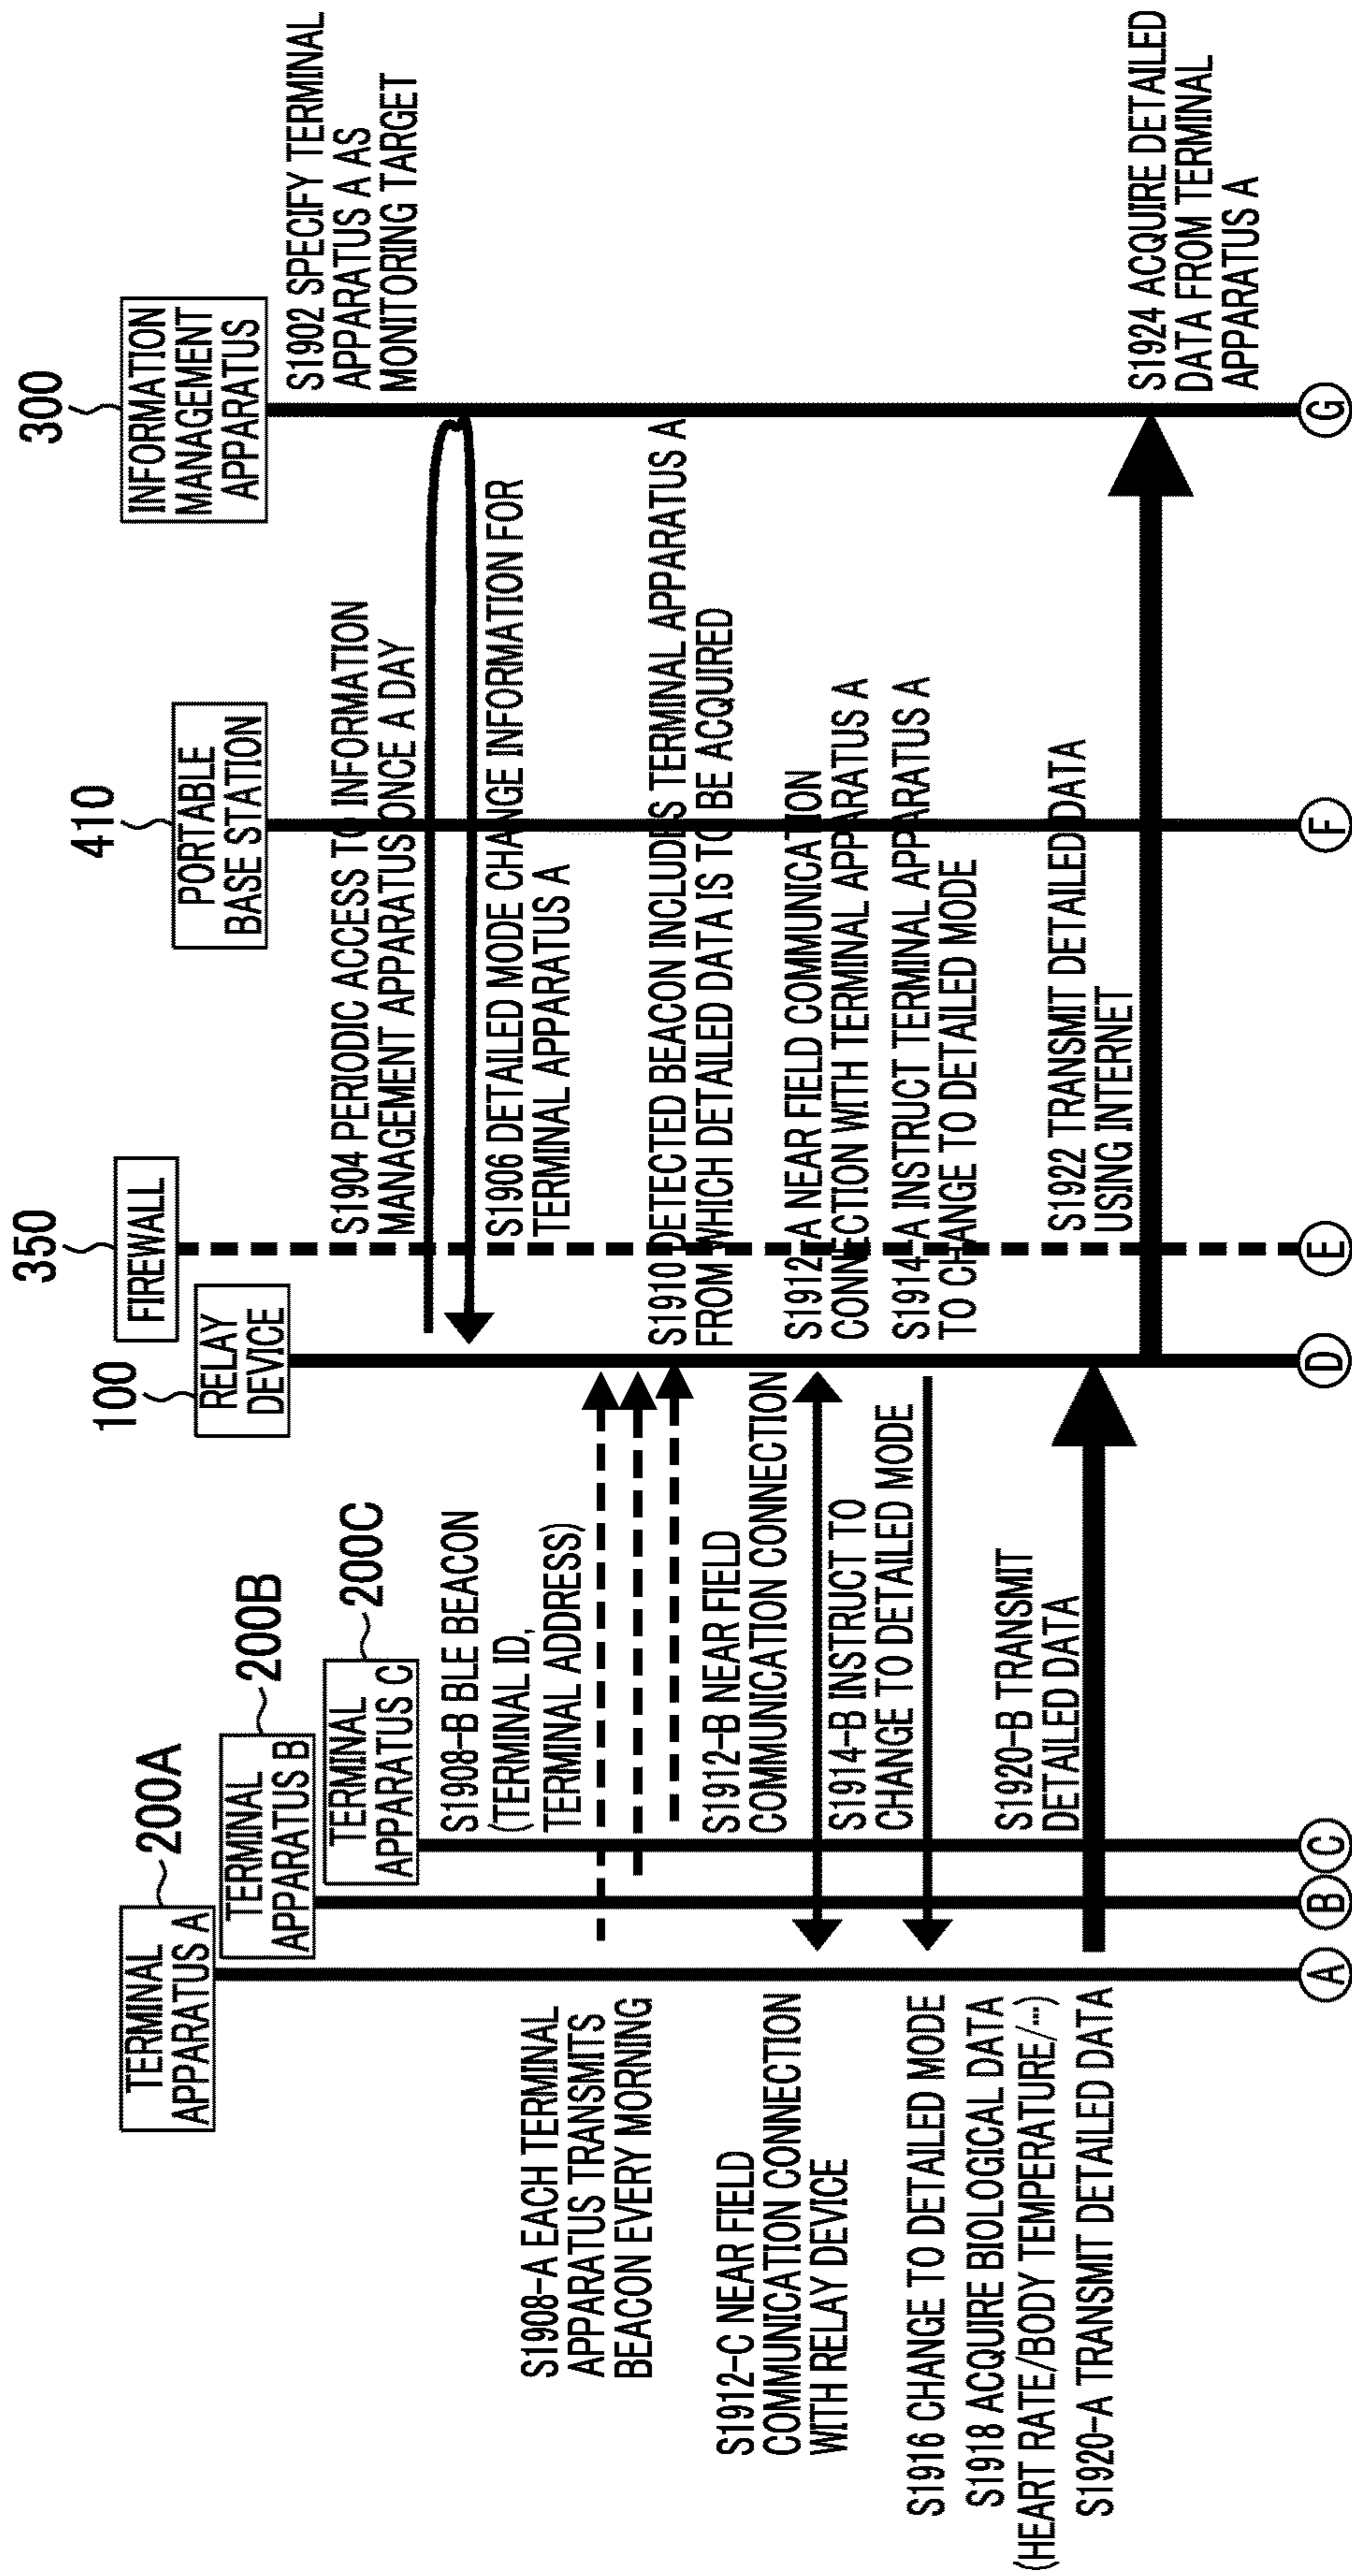 200A
TERMINAL
APPARATUS A
200B
TERMINAL
APPARATUS B
200C
TERMINAL
APPARATUS C
100
RELAY
DEVICE
350
FIREWALL
410
PORTABLE
BASE STATION
300
INFORMATION
MANAGEMENT
APPARATUS
S1902 SPECIFY TERMINAL
APPARATUS A AS
MONITORING TARGET
S1904 PERIODIC ACCESS TO INFORMATION
MANAGEMENT APPARATUS ONCE A DAY
S1906 DETAILED MODE CHANGE INFORMATION FOR
TERMINAL APPARATUS A
S1908-A EACH TERMINAL
APPARATUS TRANSMITS
BEACON EVERY MORNING
S1908-B BLE BEACON
(TERMINAL ID,
TERMINAL ADDRESS)
S1910 DETECTED BEACON INCLUDES TERMINAL APPARATUS A
FROM WHICH DETAILED DATA IS TO BE ACQUIRED
S1912-C NEAR FIELD
COMMUNICATION CONNECTION
WITH RELAY DEVICE
S1912-B NEAR FIELD
COMMUNICATION CONNECTION
S1912-A NEAR FIELD COMMUNICATION
CONNECTION WITH TERMINAL APPARATUS A
S1914-B INSTRUCT TO
CHANGE TO DETAILED MODE
S1914-A INSTRUCT TERMINAL APPARATUS A
TO CHANGE TO DETAILED MODE
S1916 CHANGE TO DETAILED MODE
S1918 ACQUIRE BIOLOGICAL DATA
(HEART RATE/BODY TEMPERATURE/…)
S1920-A TRANSMIT DETAILED DATA
S1920-B TRANSMIT
DETAILED DATA
S1922 TRANSMIT DETAILED DATA
USING INTERNET
S1924 ACQUIRE DETAILED
DATA FROM TERMINAL
APPARATUS A
A
B
C
D
E
F
G